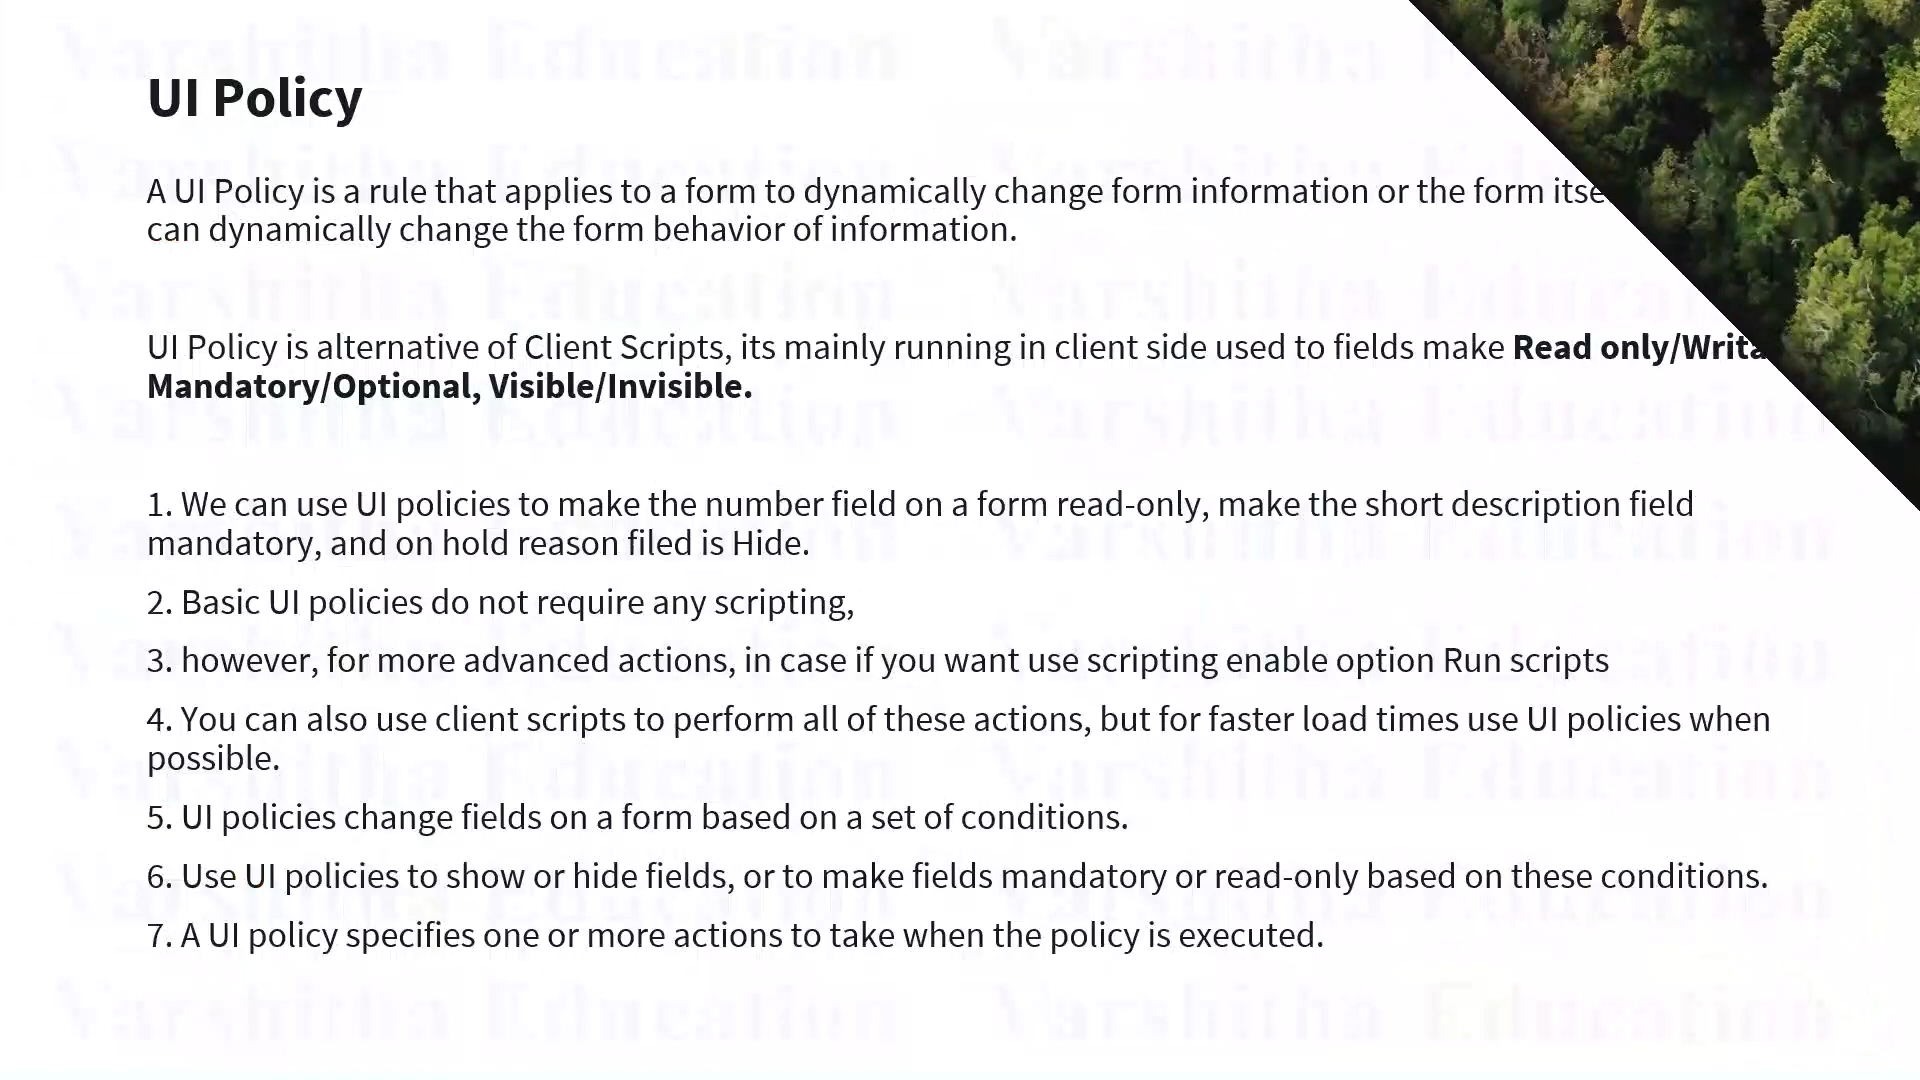 Varshitha Education Varshitha
UI Policy
A UI Policy is a rule that applies to a form to dynamically change form information or the form
can dynamically change the form behavior of information.
UI Policy is alternative of Client Scripts, its mainly running in client side used to fields make Read only/
Mandatory/Optional, Visible/Invisible.
1. We can use UI policies to make the number field on a form read-only, make the short description field
mandatory, and on hold reason filed is Hide.
2. Basic UI policies do not require any scripting,
3. however, for more advanced actions, in case if you want use scripting enable option Run scripts
4. You can also use client scripts to perform all of these actions, but for faster load times use UI policies when
possible.
5. UI policies change fields on a form based on a set of conditions.
6. Use UI policies to show or hide fields, or to make fields mandatory or read-only based on these conditions.
7. A UI policy specifies one or more actions to take when the policy is executed.
Varshitha Education Varshitha Education